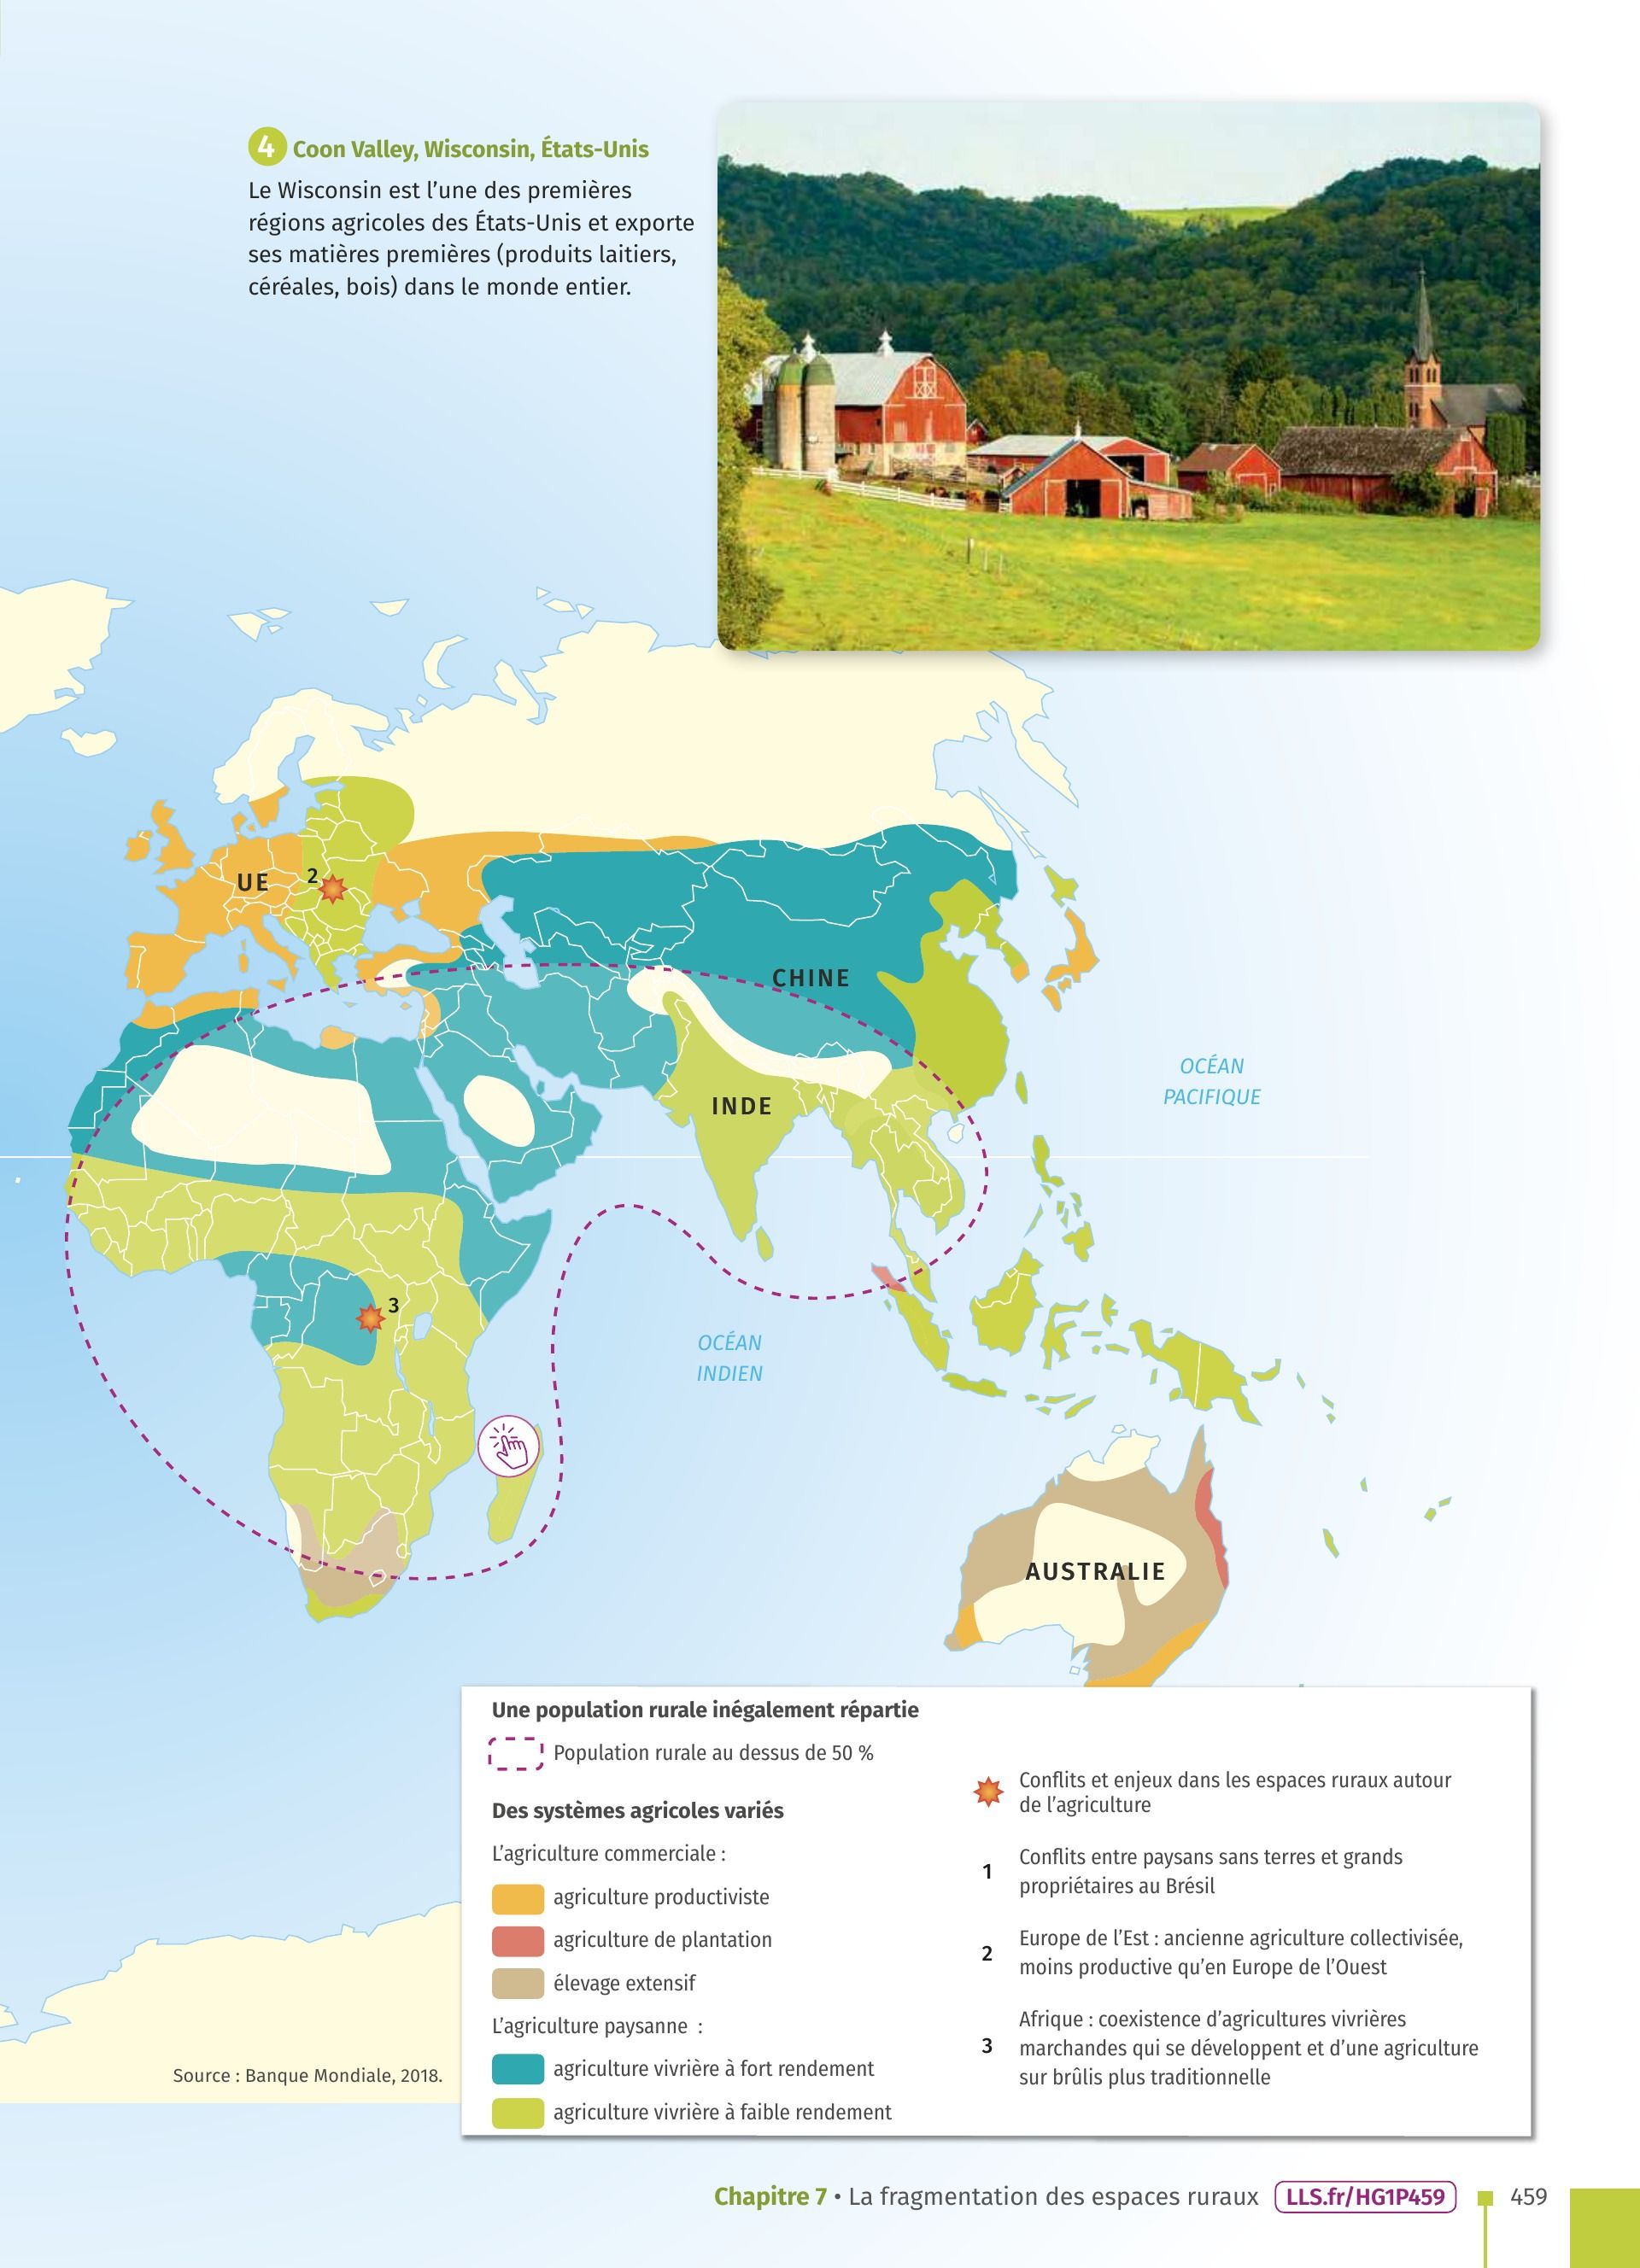 4 Coon Valley, Wisconsin, États-Unis
Le Wisconsin est l'une des premières
régions agricoles des États-Unis et exporte
ses matières premières (produits laitiers,
céréales, bois) dans le monde entier.
UE
2
CHINE
INDE
OCÉAN
PACIFIQUE
3
OCÉAN
INDIEN
AUSTRALIE
Une population rurale inégalement répartie
Population rurale au dessus de 50 %
Des systèmes agricoles variés
L'agriculture commerciale :
agriculture productiviste
agriculture de plantation
élevage extensif
L'agriculture paysanne :
agriculture vivrière à fort rendement
agriculture vivrière à faible rendement
Conflits et enjeux dans les espaces ruraux autour
de l'agriculture
1 Conflits entre paysans sans terres et grands
propriétaires au Brésil
2 Europe de l'Est : ancienne agriculture collectivisée,
moins productive qu'en Europe de l'Ouest
3 Afrique : coexistence d'agricultures vivrières
marchandes qui se développent et d'une agriculture
sur brûlis plus traditionnelle
Source : Banque Mondiale, 2018.
Chapitre 7 • La fragmentation des espaces ruraux LLS.fr/HG1P459 459